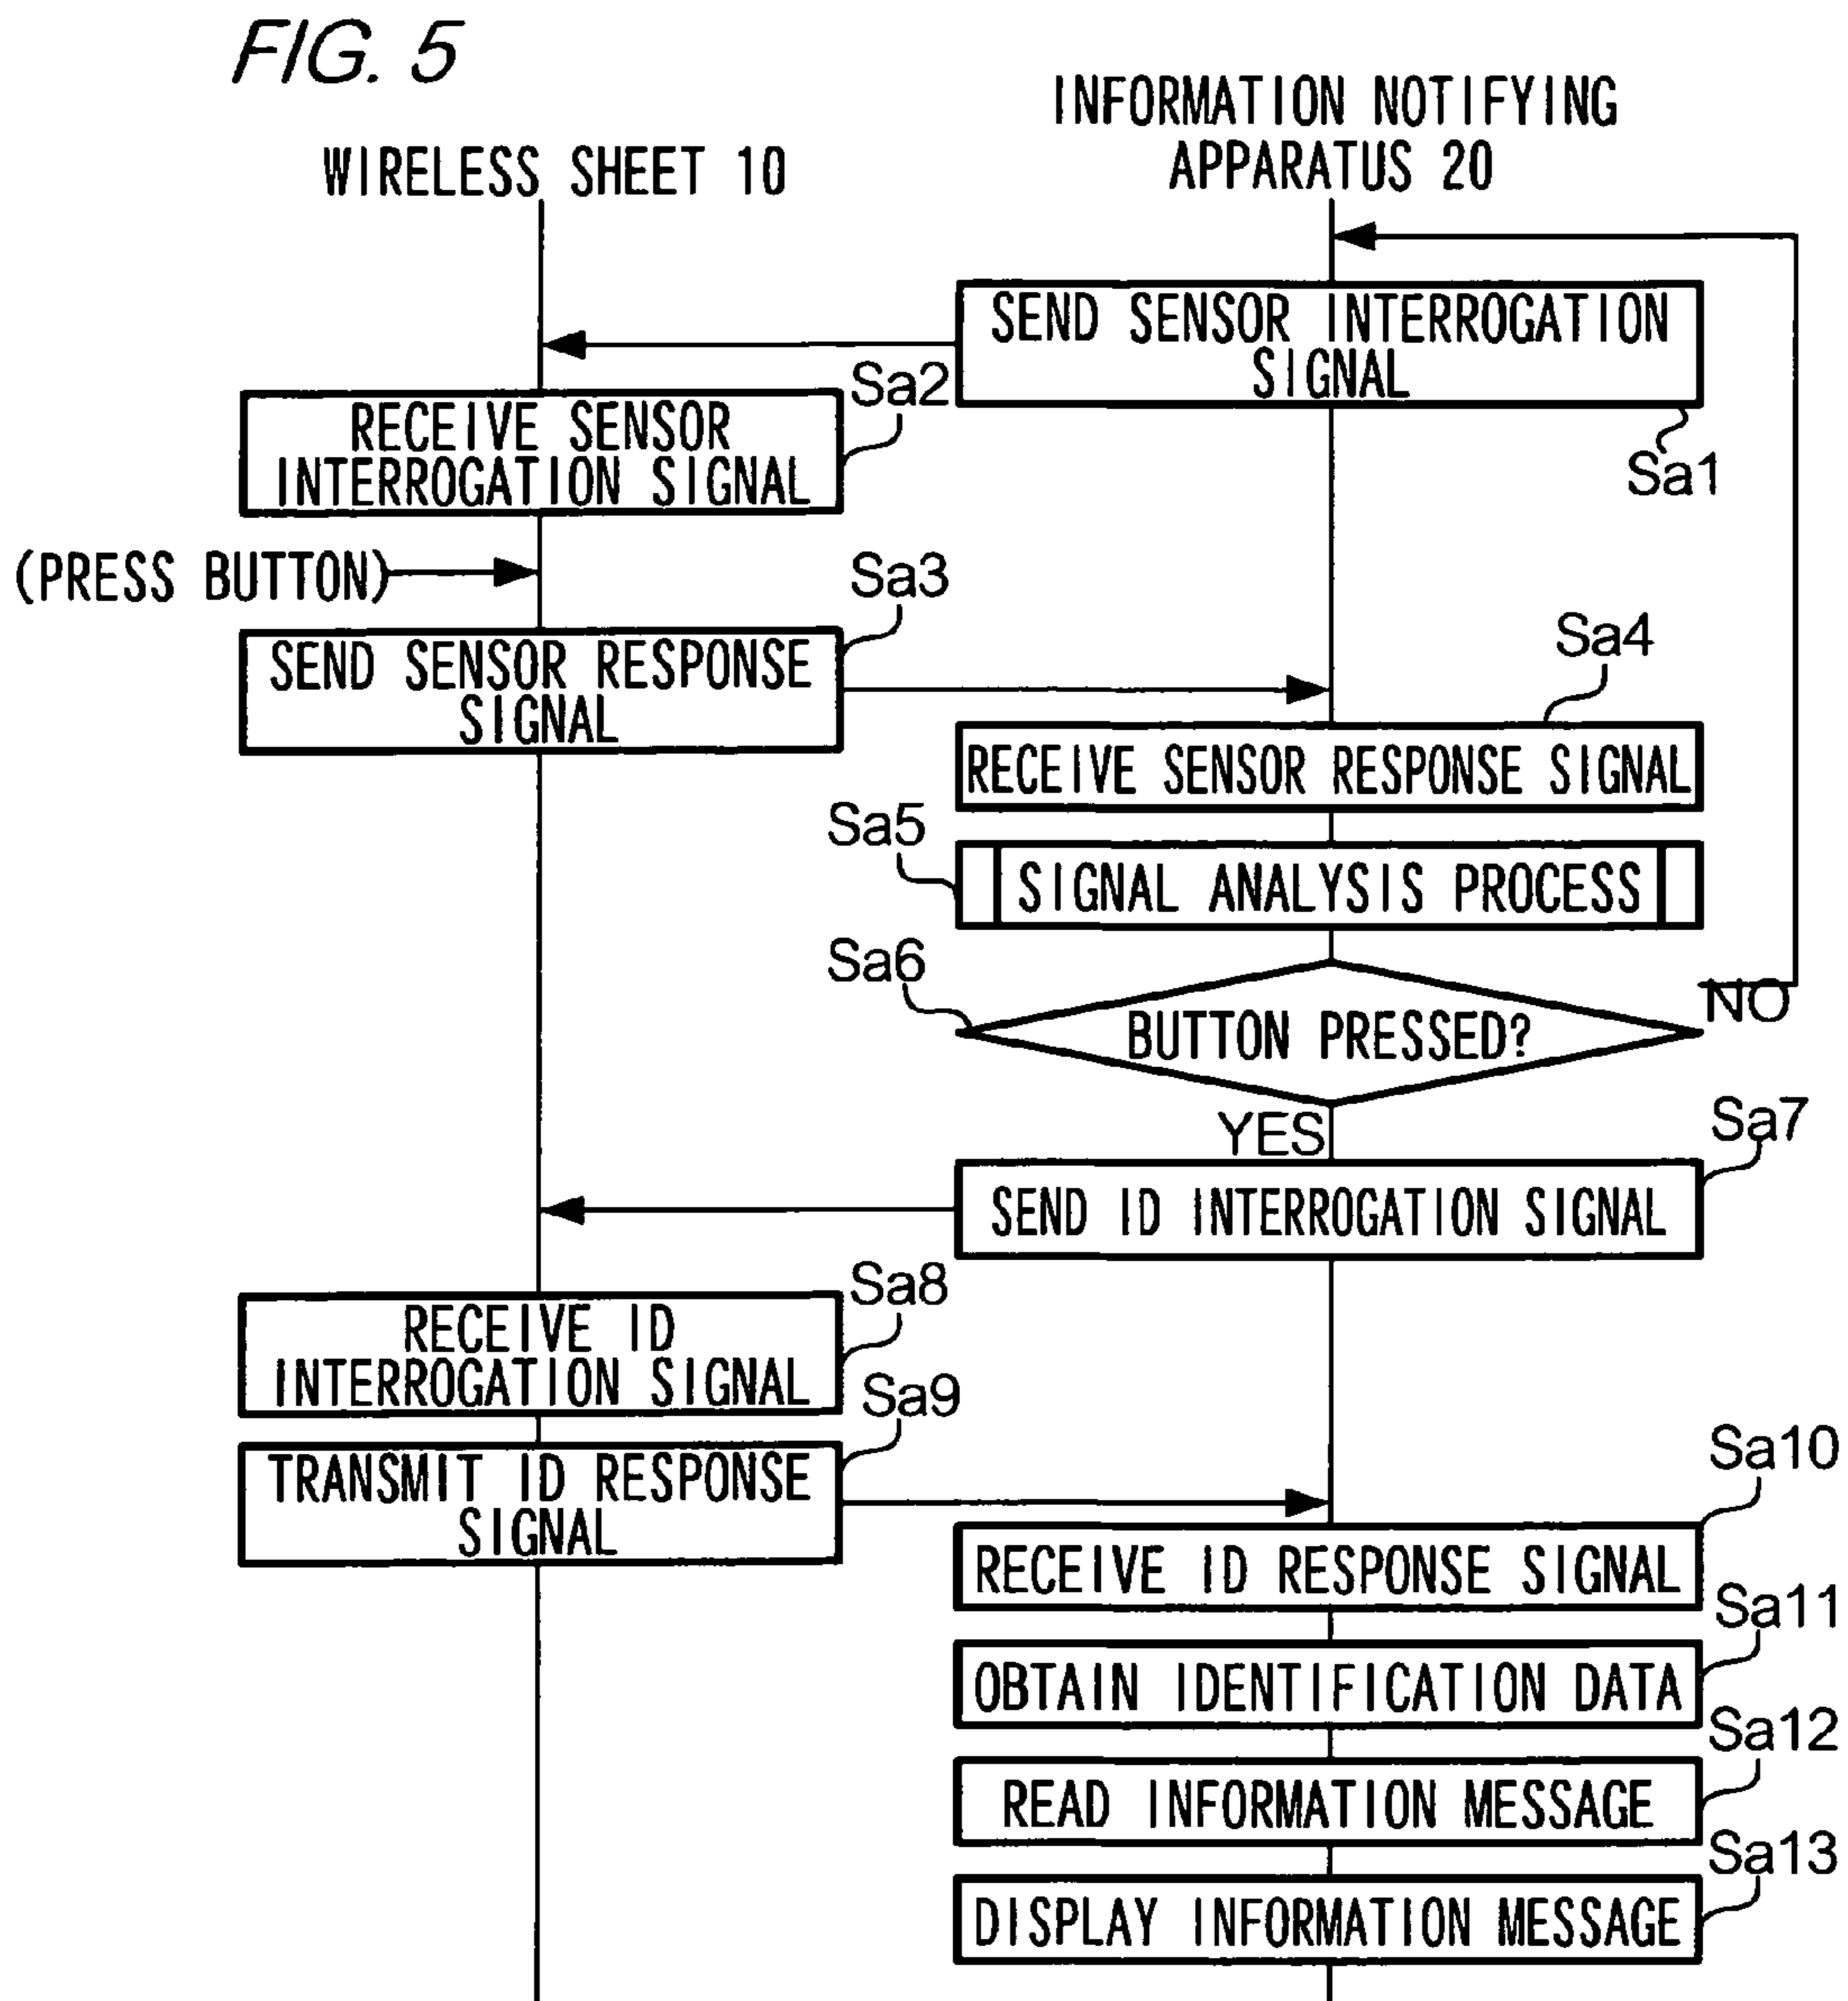 FIG. 5
INFORMATION NOTIFYING
APPARATUS 20
WIRELESS SHEET 10
SEND SENSOR INTERROGATION
SIGNAL
Sa1
Sa2
RECEIVE SENSOR
INTERROGATION SIGNAL
(PRESS BUTTON)
Sa3
SEND SENSOR RESPONSE
SIGNAL
Sa4
RECEIVE SENSOR RESPONSE SIGNAL
Sa5
SIGNAL ANALYSIS PROCESS
Sa6
BUTTON PRESSED?
NO
YES
Sa7
SEND ID INTERROGATION SIGNAL
Sa8
RECEIVE ID
INTERROGATION SIGNAL
Sa9
TRANSMIT ID RESPONSE
SIGNAL
Sa10
RECEIVE ID RESPONSE SIGNAL
Sa11
OBTAIN IDENTIFICATION DATA
Sa12
READ INFORMATION MESSAGE
Sa13
DISPLAY INFORMATION MESSAGE